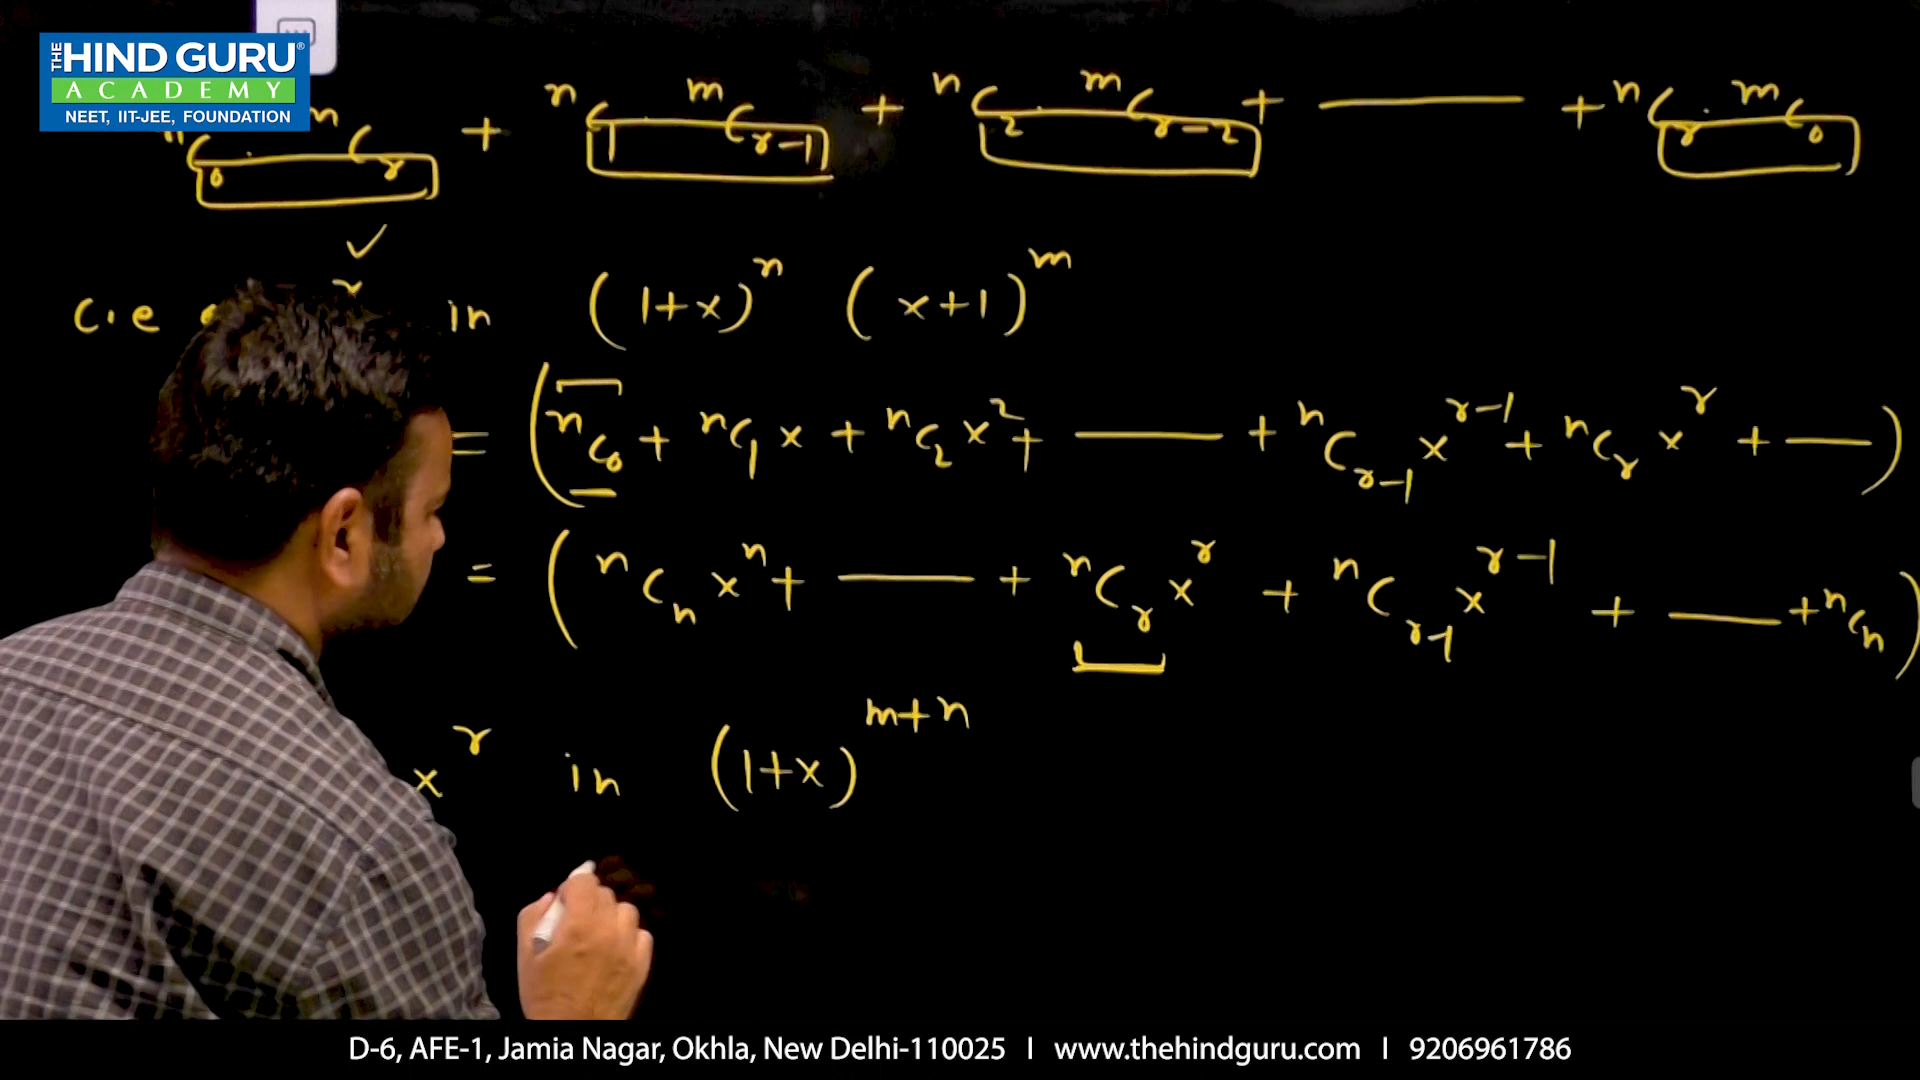 THE HIND GURU®
ACADEMY
NEET, IIT-JEE, FOUNDATION
ⁿC₀ . ᵐCᵣ + ⁿC₁ . ᵐCᵣ₋₁ + ⁿC₂ . ᵐCᵣ₋₂ + —— + ⁿCᵣ . ᵐC₀
✓
c.e in (1+x)ⁿ (x+1)ᵐ
= (ⁿC₀ + ⁿC₁ x + ⁿC₂ x² + —— + ⁿCᵣ₋₁ xʳ⁻¹ + ⁿCᵣ xʳ + —)
= (ⁿCₙ xⁿ + —— + ⁿCᵣ xʳ + ⁿCᵣ₋₁ xʳ⁻¹ + —— + ⁿCₙ)
xʳ in (1+x)ᵐ⁺ⁿ
D-6, AFE-1, Jamia Nagar, Okhla, New Delhi-110025 | www.thehindguru.com | 9206961786